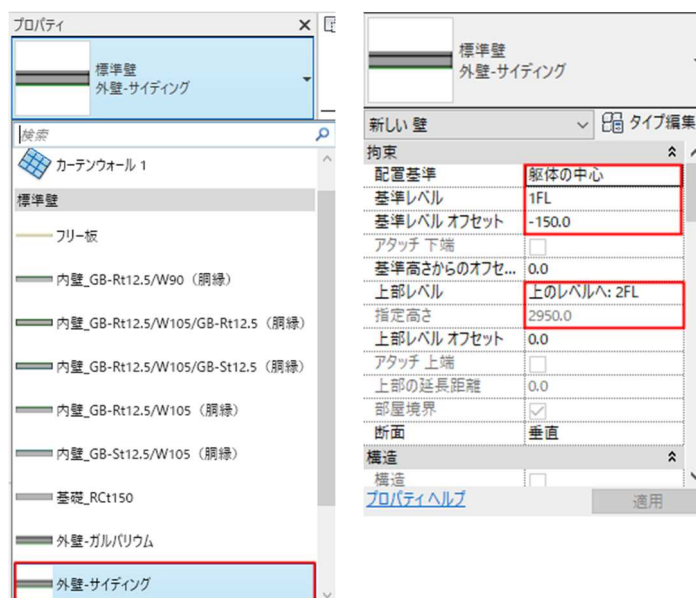 プロパティ
標準壁
外壁-サイディング
検索
カーテンウォール 1
標準壁
フリー板
内壁_GB-Rt12.5/W90（胴縁）
内壁_GB-Rt12.5/W105/GB-Rt12.5（胴縁）
内壁_GB-Rt12.5/W105/GB-St12.5（胴縁）
内壁_GB-Rt12.5/W105（胴縁）
内壁_GB-St12.5/W105（胴縁）
基礎_RCt150
外壁-ガルバリウム
外壁-サイディング
標準壁
外壁-サイディング
新しい 壁 タイプ編集
拘束
配置基準 躯体の中心
基準レベル 1FL
基準レベル オフセット -150.0
アタッチ 下端
基準高さからのオフセ... 0.0
上部レベル 上のレベルへ: 2FL
指定高さ 2950.0
上部レベル オフセット 0.0
アタッチ 上端
上部の延長距離 0.0
部屋境界
断面 垂直
構造
構造
プロパティヘルプ 適用